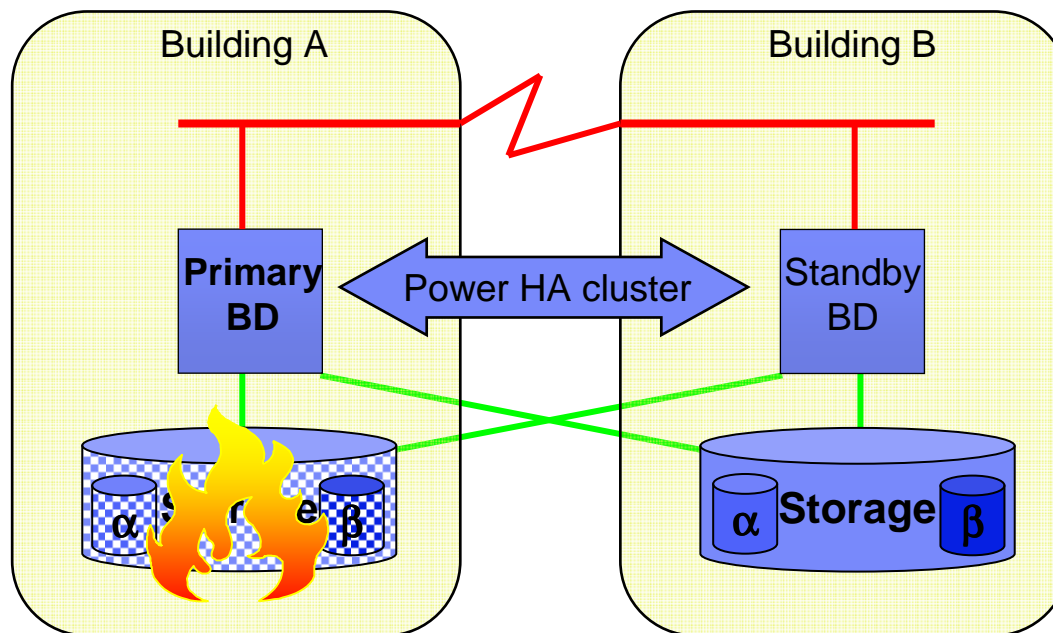 Building A
Building B
Primary
BD
Power HA cluster
Standby
BD
α
β
α
Storage
β